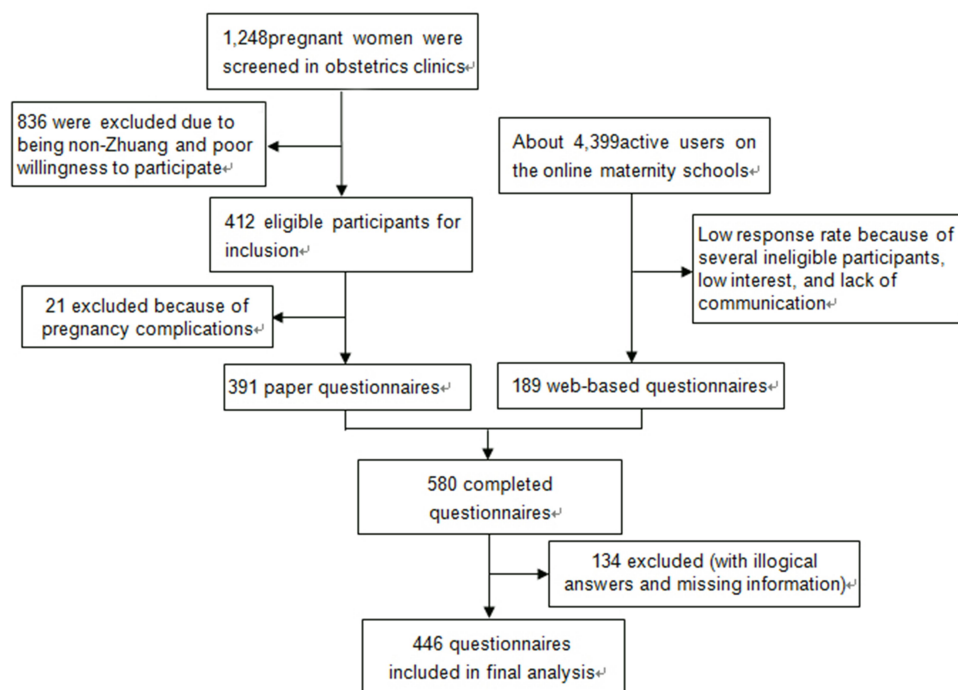 1,248pregnant women were
screened in obstetrics clinics↵
836 were excluded due to
being non-Zhuang and poor
willingness to participate↵
About 4,399active users on
the online maternity schools↵
412 eligible participants for
inclusion↵
Low response rate because of
several ineligible participants,
low interest, and lack of
communication↵
21 excluded because of
pregnancy complications↵
391 paper questionnaires↵
189 web-based questionnaires↵
580 completed
questionnaires↵
134 excluded (with illogical
answers and missing information)↵
446 questionnaires
included in final analysis↵